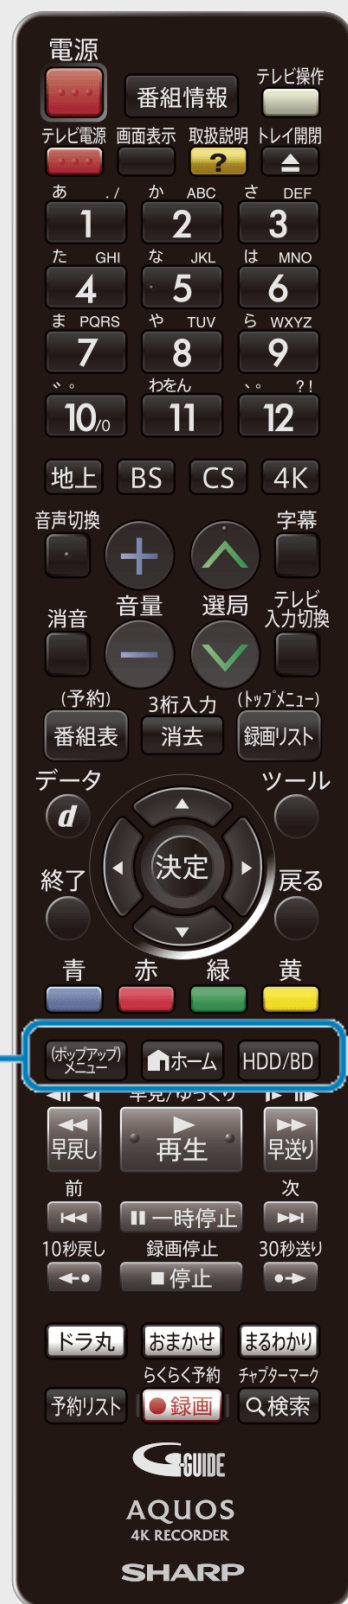 電源
番組情報
テレビ操作
テレビ電源 画面表示 取扱説明 トレイ開閉
?
あ ./ か ABC さ DEF
1 2 3
た GHI な JKL は MNO
4 5 6
ま PQRS や TUV ら WXYZ
7 8 9
゛゜ わをん 、。 ?!
10/0 11 12
地上 BS CS 4K
音声切換 字幕
+
消音 音量 選局 テレビ
入力切換
−
(予約) 3桁入力 (トップメニュー)
番組表 消去 録画リスト
データ ツール
d
決定
終了 戻る
青 赤 緑 黄
(ポップアップ)
メニュー ホーム HDD/BD
早見/ゆっくり
早戻し 再生 早送り
前 次
一時停止
10秒戻し 録画停止 30秒送り
停止
ドラ丸 おまかせ まるわかり
らくらく予約 チャプターマーク
予約リスト 録画 検索
G-GUIDE
AQUOS
4K RECORDER
SHARP